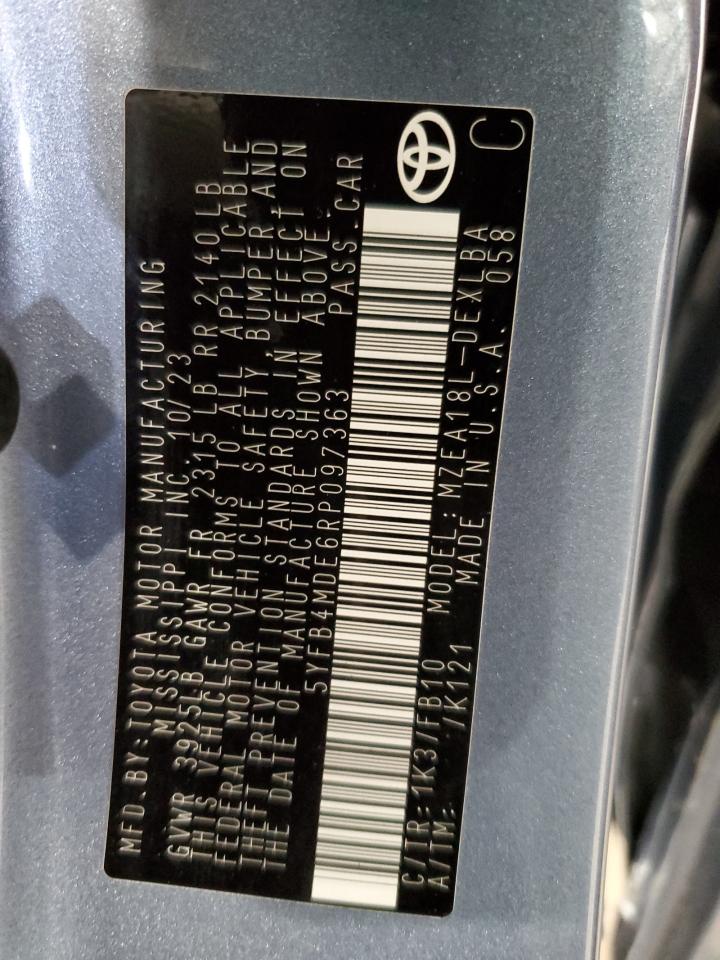 MFD.BY:TOYOTA MOTOR MANUFACTURING
MISSISSIPPI INC.10/23
GVWR 3925LB GAWR FR 2315 LB RR 2140LB
THIS VEHICLE CONFORMS TO ALL APPLICABLE
FEDERAL MOTOR VEHICLE SAFETY, BUMPER,AND
THEFT PREVENTION STANDARDS IN EFFECT ON
THE DATE OF MANUFACTURE SHOWN ABOVE.
5YFB4MDE6RP097363 PASS.CAR
C/TR:1K3/FB10 MODEL:MZEA18L-DEXLBA
A/TM: /K121 MADE IN U.S.A. 058
C